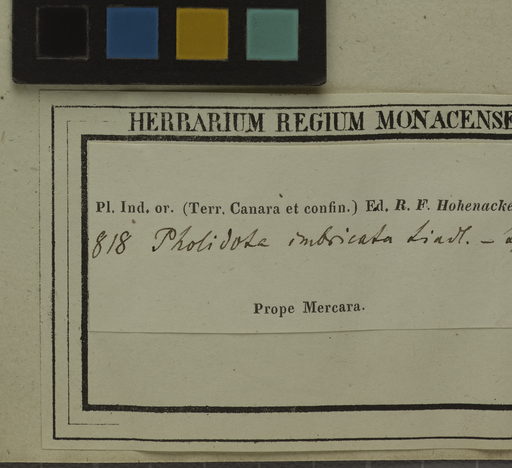 HERBARIUM REGIUM MONACENSE
Pl. Ind. or. (Terr. Canara et confin.) Ed. R. F. Hohenacke
818 Pholidota imbricata Lindl. –
Prope Mercara.